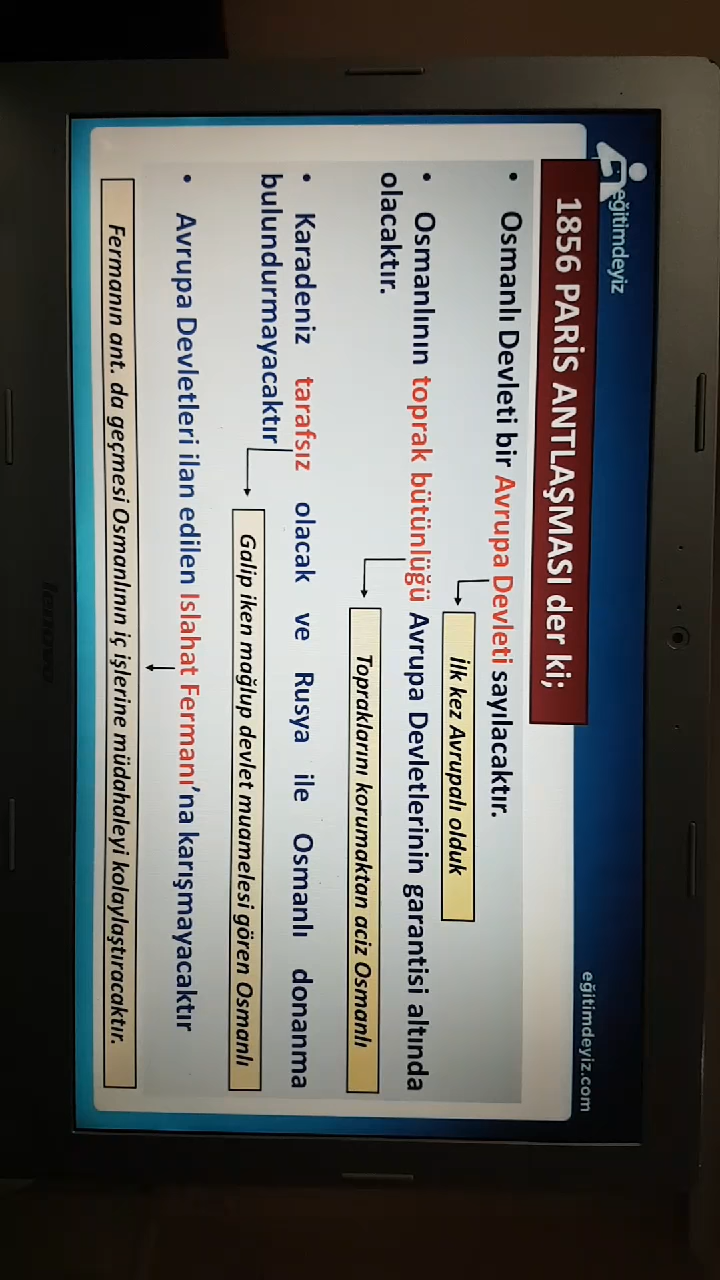 eğitimdeyiz
eğitimdeyiz.com
1856 PARİS ANTLAŞMASI der ki;
• Osmanlı Devleti bir Avrupa Devleti sayılacaktır.
İlk kez Avrupalı olduk
• Osmanlının toprak bütünlüğü Avrupa Devletlerinin garantisi altında
olacaktır.
Topraklarını korumaktan aciz Osmanlı
• Karadeniz tarafsız olacak ve Rusya ile Osmanlı donanma
bulundurmayacaktır
Galip iken mağlup devlet muamelesi gören Osmanlı
• Avrupa Devletleri ilan edilen Islahat Fermanı'na karışmayacaktır
Fermanın ant. da geçmesi Osmanlının iç işlerine müdahaleyi kolaylaştıracaktır.
lenovo